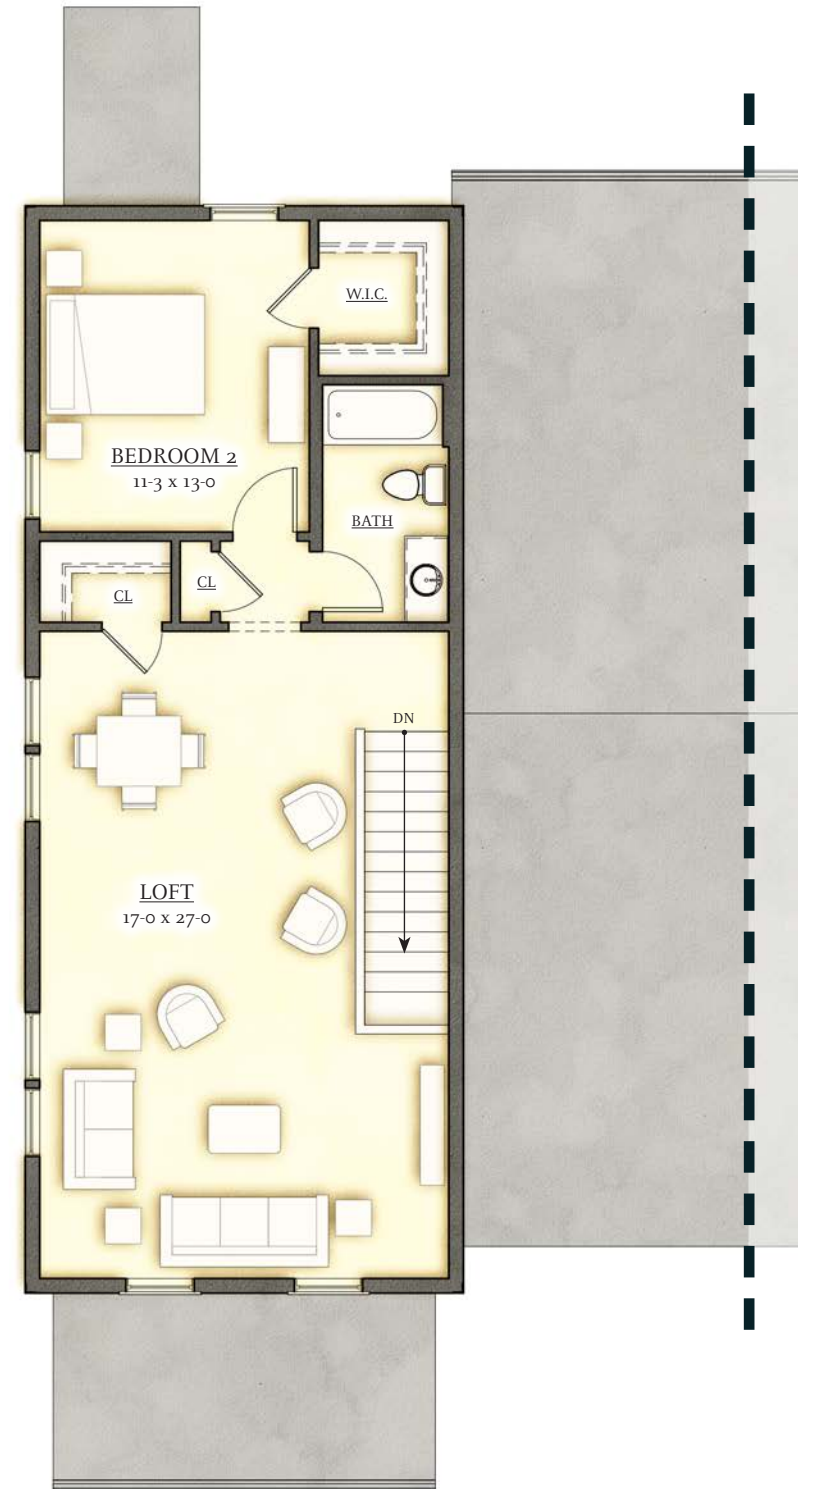 W.I.C.
BEDROOM 2
11-3 x 13-0
BATH
CL
CL
DN
LOFT
17-0 x 27-0